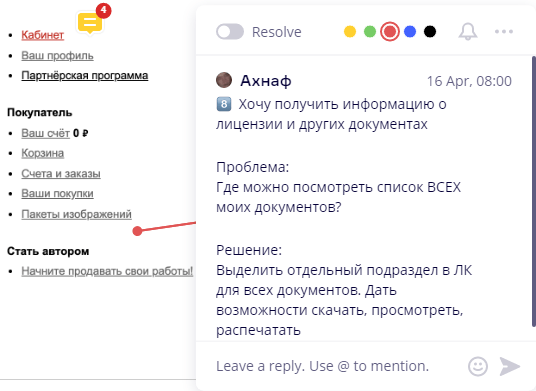 4
Кабинет
Ваш профиль
Партнёрская программа
Покупатель
Ваш счёт 0 ₽
Корзина
Счета и заказы
Ваши покупки
Пакеты изображений
Стать автором
Начните продавать свои работы!
Resolve
Ахнаф
16 Apr, 08:00
8 Хочу получить информацию о
лицензии и других документах
Проблема:
Где можно посмотреть список ВСЕХ
моих документов?
Решение:
Выделить отдельный подраздел в ЛК
для всех документов. Дать
возможности скачать, просмотреть,
распечатать
Leave a reply. Use @ to mention.